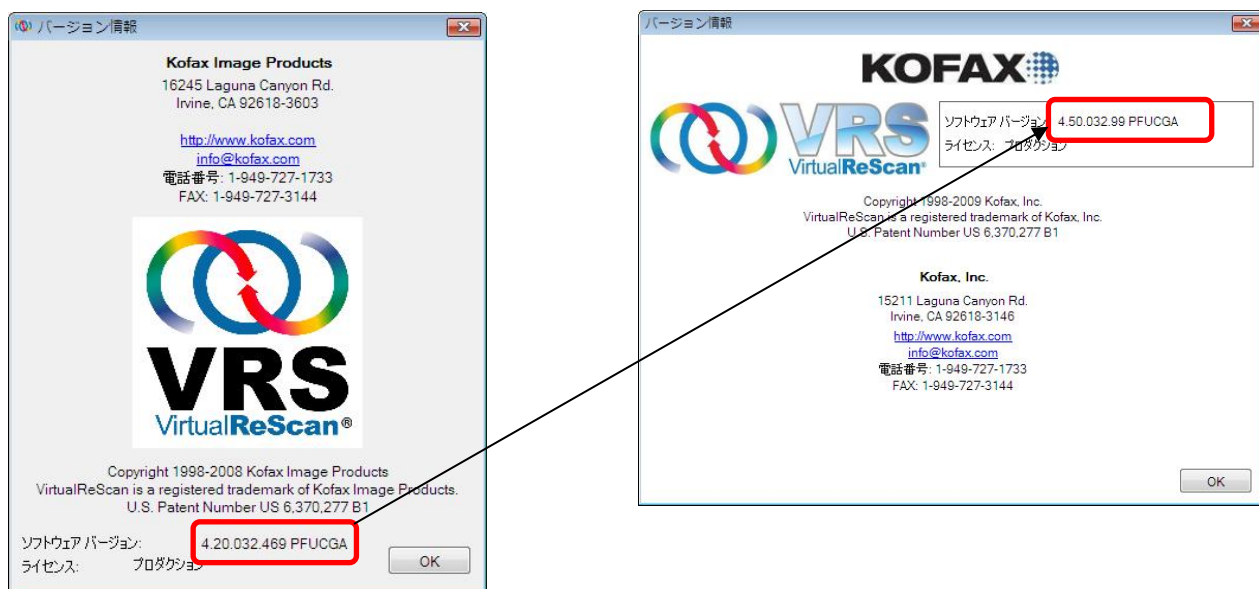 バージョン情報
Kofax Image Products
16245 Laguna Canyon Rd.
Irvine, CA 92618-3603
http://www.kofax.com
info@kofax.com
電話番号: 1-949-727-1733
FAX: 1-949-727-3144
VRS
VirtualReScan®
Copyright 1998-2008 Kofax Image Products
VirtualReScan is a registered trademark of Kofax Image Products.
U.S. Patent Number US 6,370,277 B1
ソフトウェア バージョン: 4.20.032.469 PFUCGA
ライセンス: プロダクション
OK
バージョン情報
KOFAX
VRS
VirtualReScan®
ソフトウェア バージョン: 4.50.032.99 PFUCGA
ライセンス: プロダクション
Copyright 1998-2009 Kofax, Inc.
VirtualReScan is a registered trademark of Kofax, Inc.
U.S. Patent Number US 6,370,277 B1
Kofax, Inc.
15211 Laguna Canyon Rd.
Irvine, CA 92618-3146
http://www.kofax.com
info@kofax.com
電話番号: 1-949-727-1733
FAX: 1-949-727-3144
OK